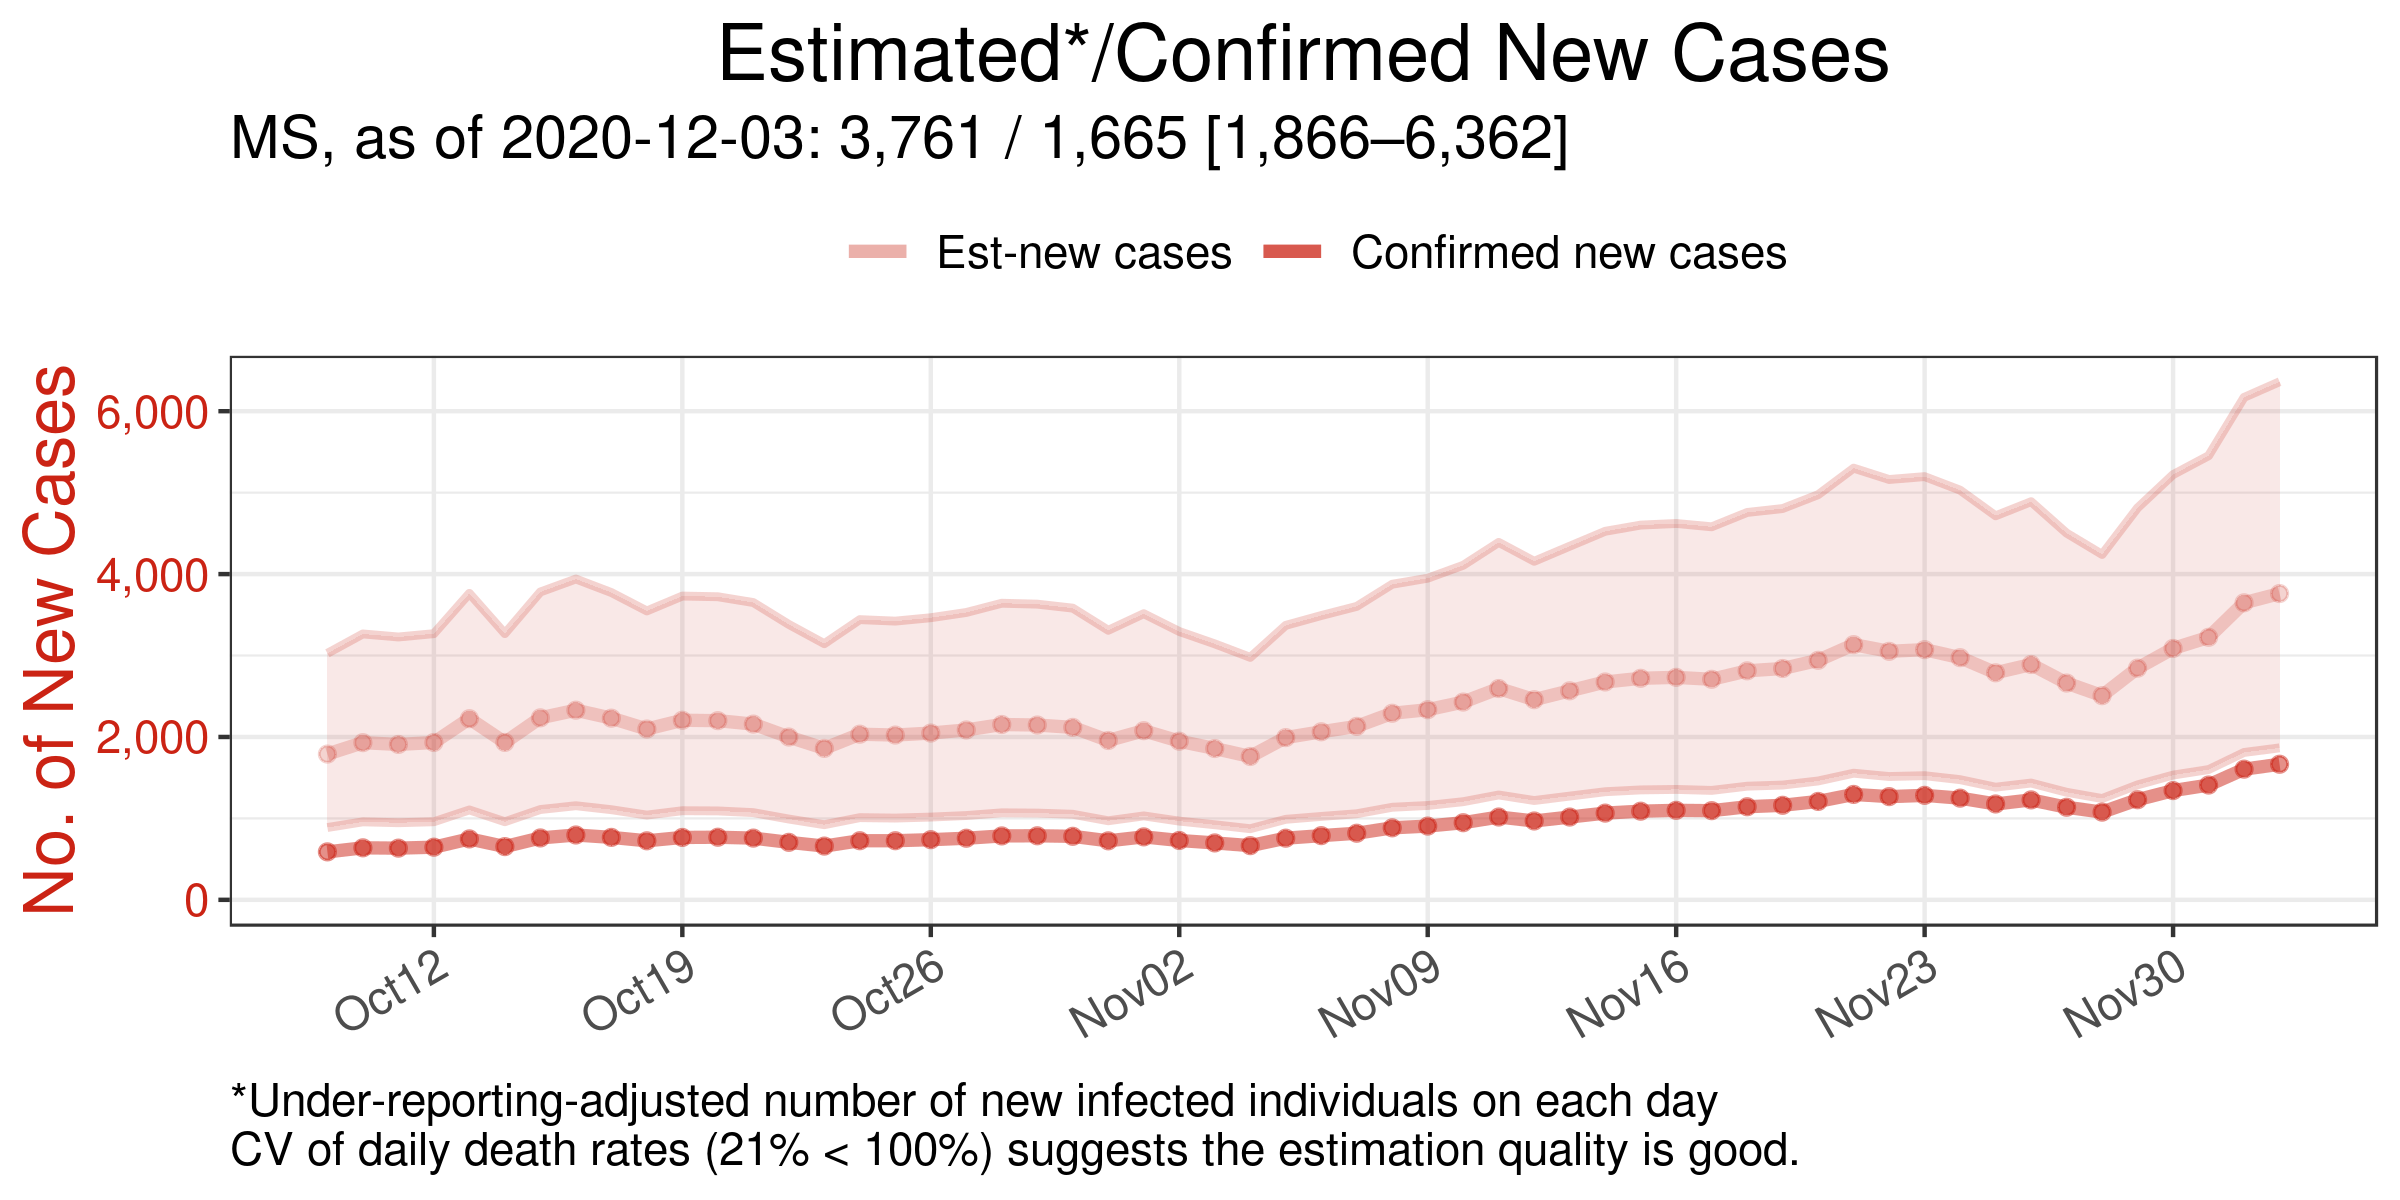 Estimated*/Confirmed New Cases
MS, as of 2020-12-03: 3,761 / 1,665 [1,866–6,362]
Est-new cases
Confirmed new cases
No. of New Cases
6,000
4,000
2,000
0
Oct12
Oct19
Oct26
Nov02
Nov09
Nov16
Nov23
Nov30
*Under-reporting-adjusted number of new infected individuals on each day
CV of daily death rates (21% < 100%) suggests the estimation quality is good.